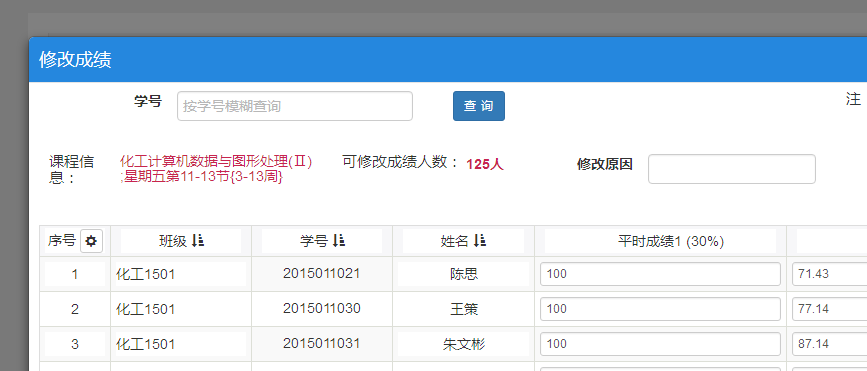 修改成绩
学号 按学号模糊查询 查 询 注
课程信 化工计算机数据与图形处理(Ⅱ) 可修改成绩人数： 125人 修改原因
息： ;星期五第11-13节{3-13周}
序号 班级 学号 姓名 平时成绩1 (30%)
1 化工1501 2015011021 陈思 100 71.43
2 化工1501 2015011030 王策 100 77.14
3 化工1501 2015011031 朱文彬 100 87.14